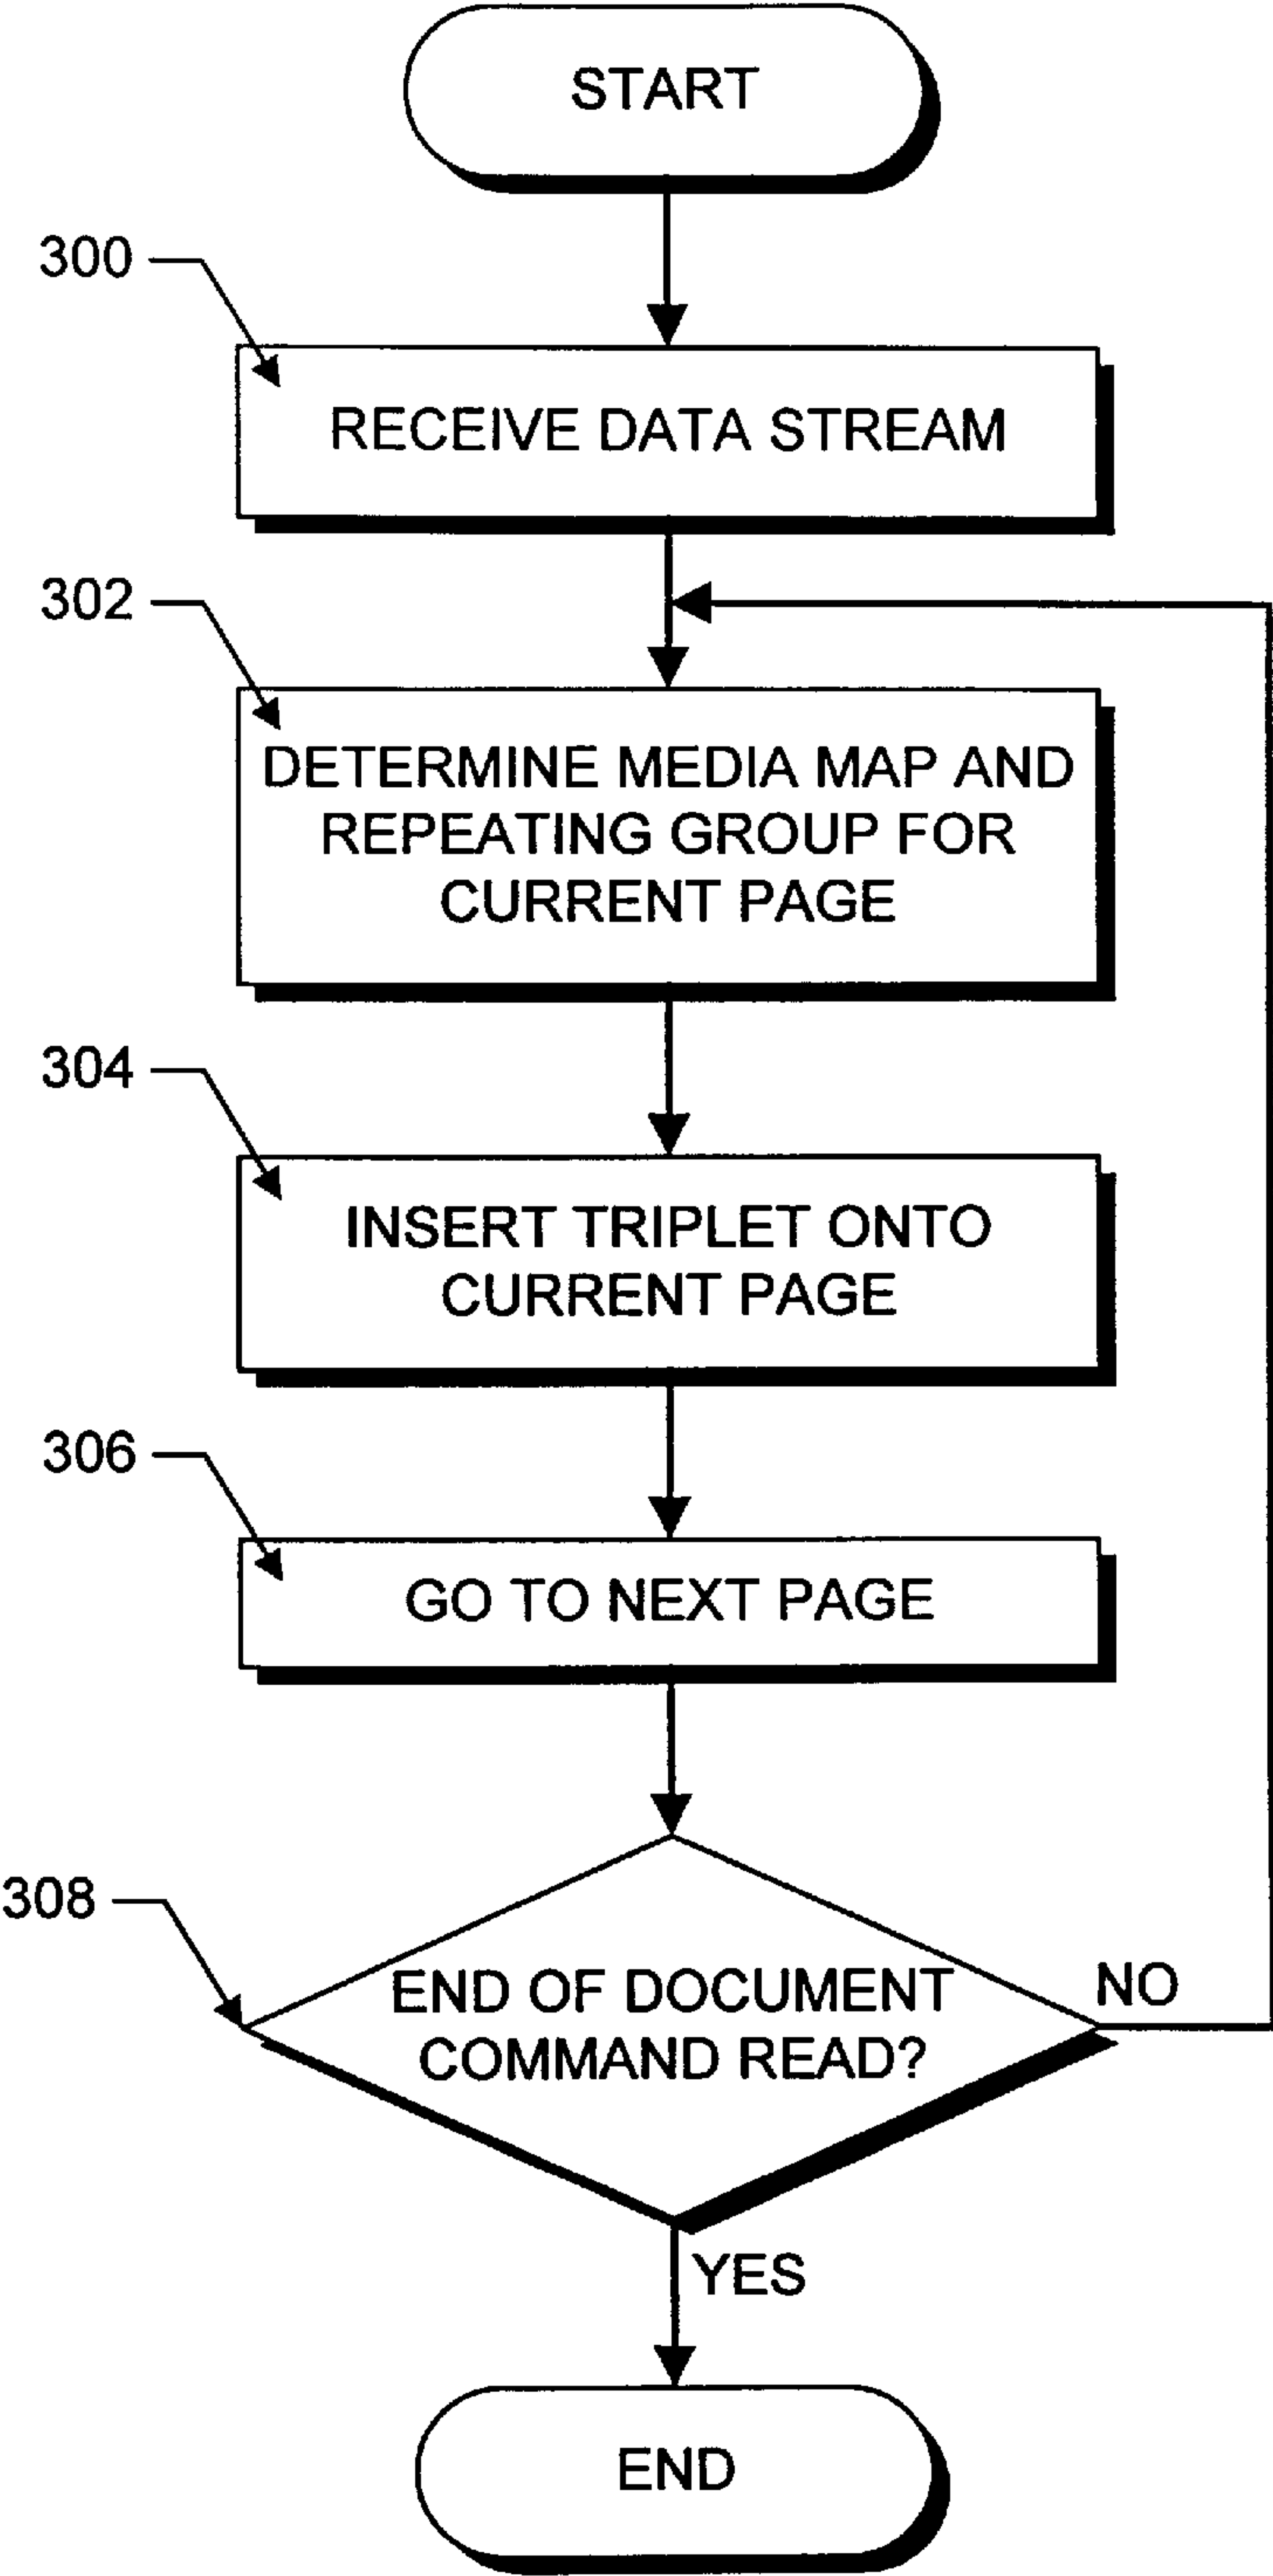 START
300
RECEIVE DATA STREAM
302
DETERMINE MEDIA MAP AND
REPEATING GROUP FOR
CURRENT PAGE
304
INSERT TRIPLET ONTO
CURRENT PAGE
306
GO TO NEXT PAGE
308
END OF DOCUMENT
COMMAND READ?
NO
YES
END